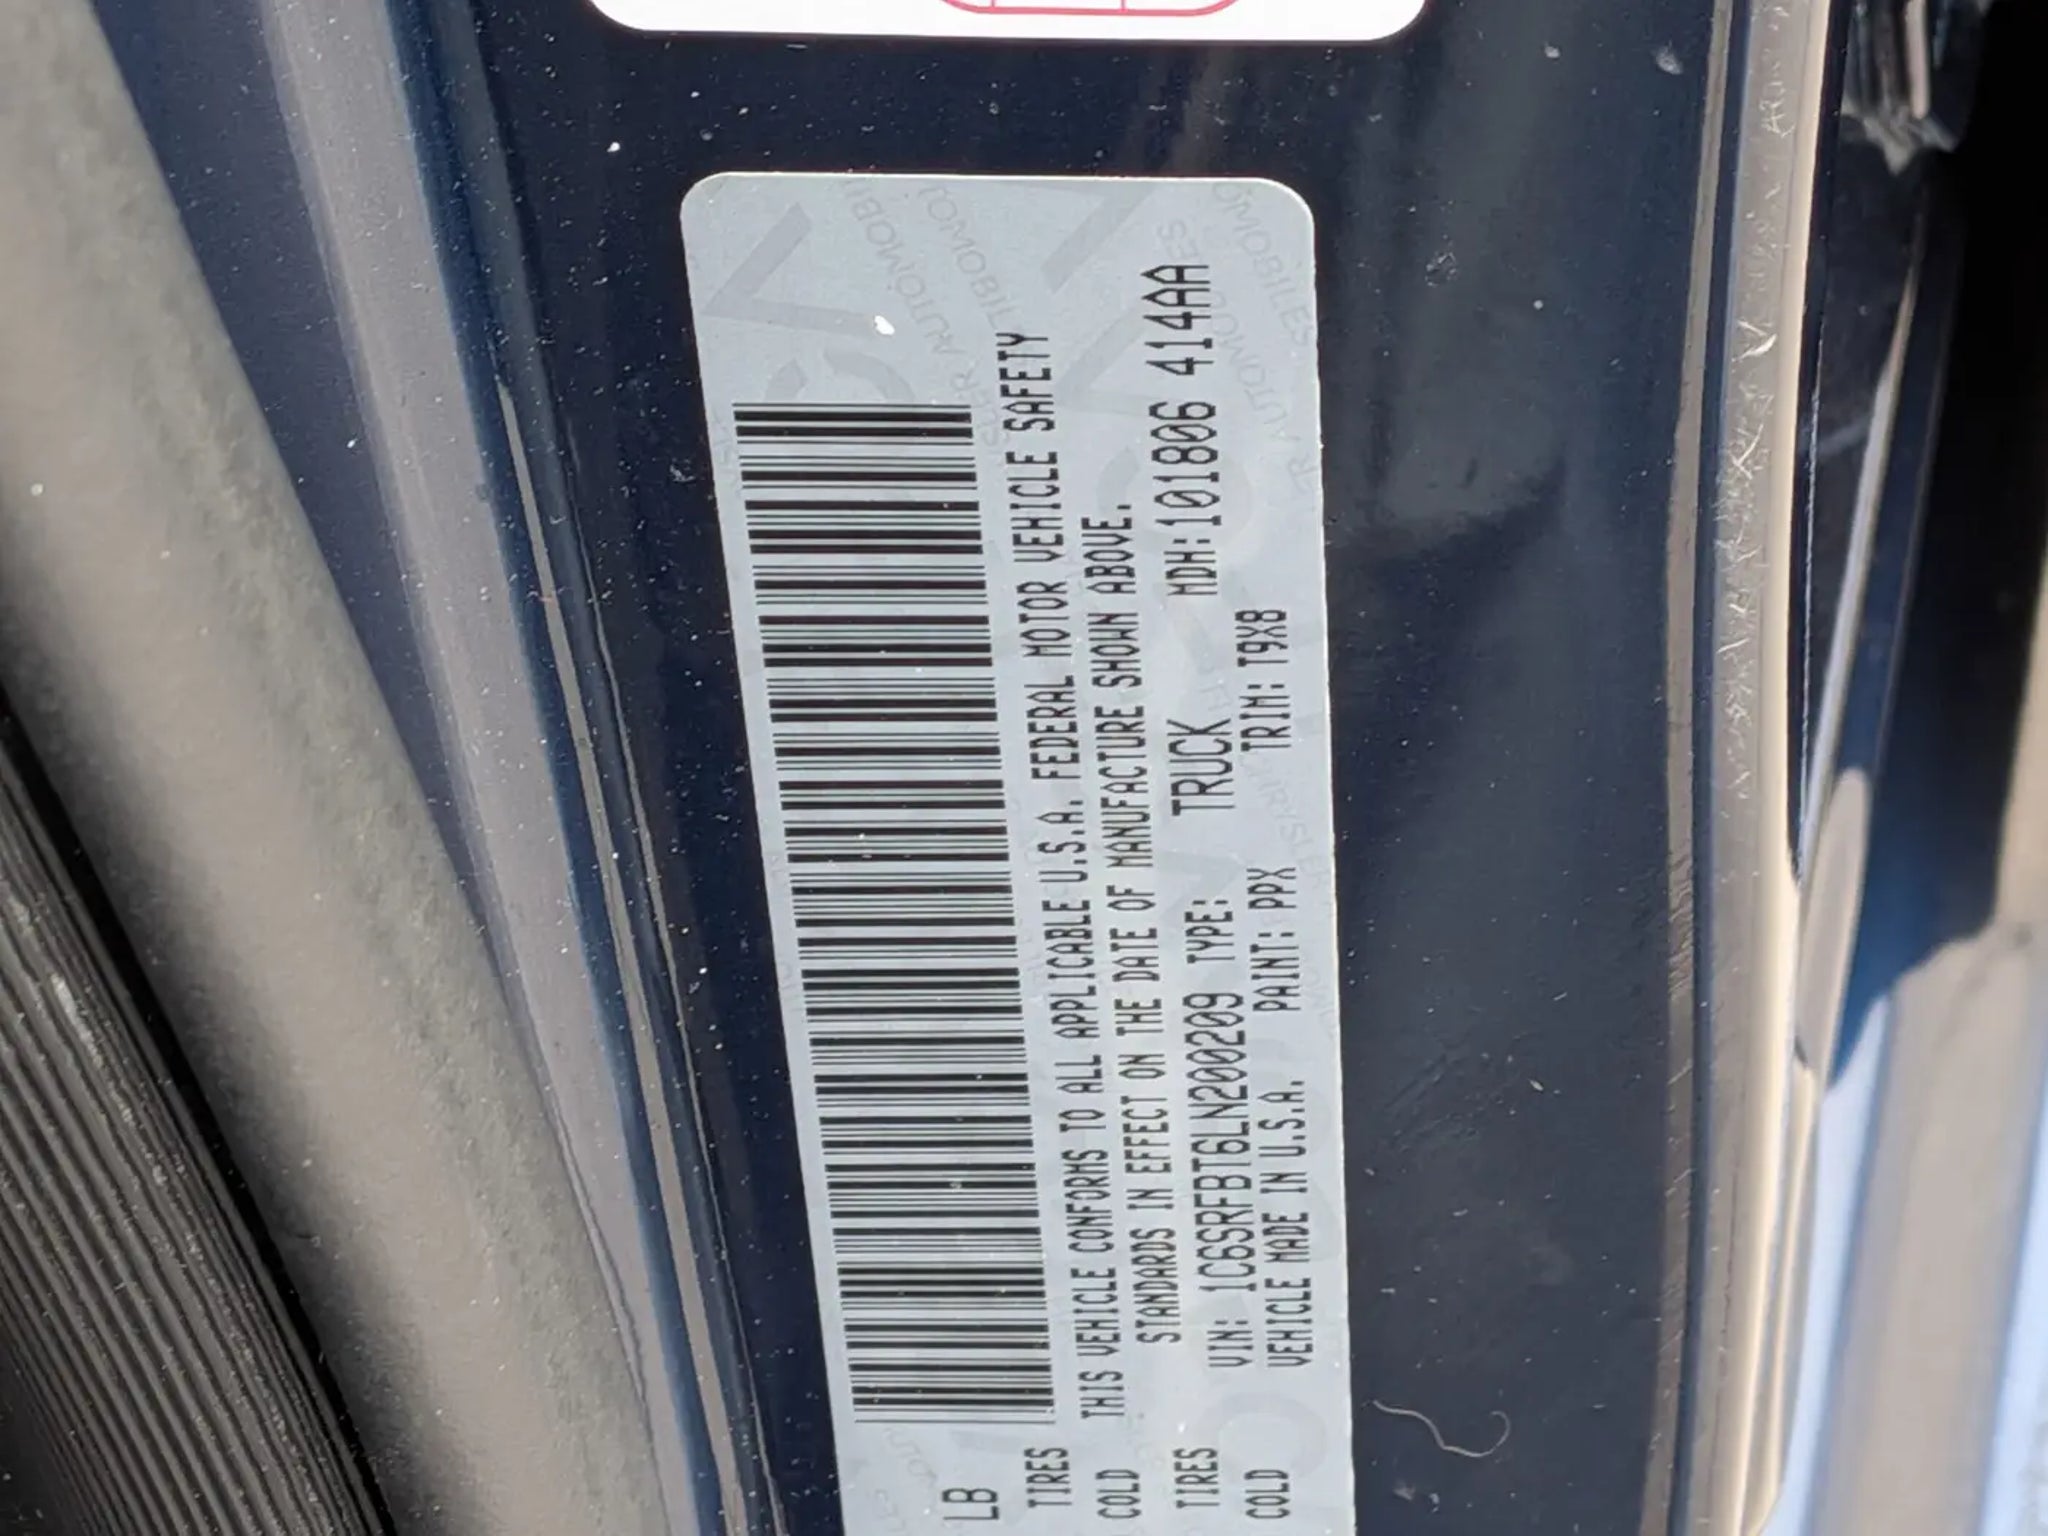 LB
TIRES
COLD
THIS VEHICLE CONFORMS TO ALL APPLICABLE U.S.A. FEDERAL MOTOR VEHICLE SAFETY
STANDARDS IN EFFECT ON THE DATE OF MANUFACTURE SHOWN ABOVE.
TIRES
COLD
VIN: 1C6SRFBT6LN200209 TYPE: TRUCK MDH:101806 414AA
VEHICLE MADE IN U.S.A. PAINT: PPX TRIM: T9X8